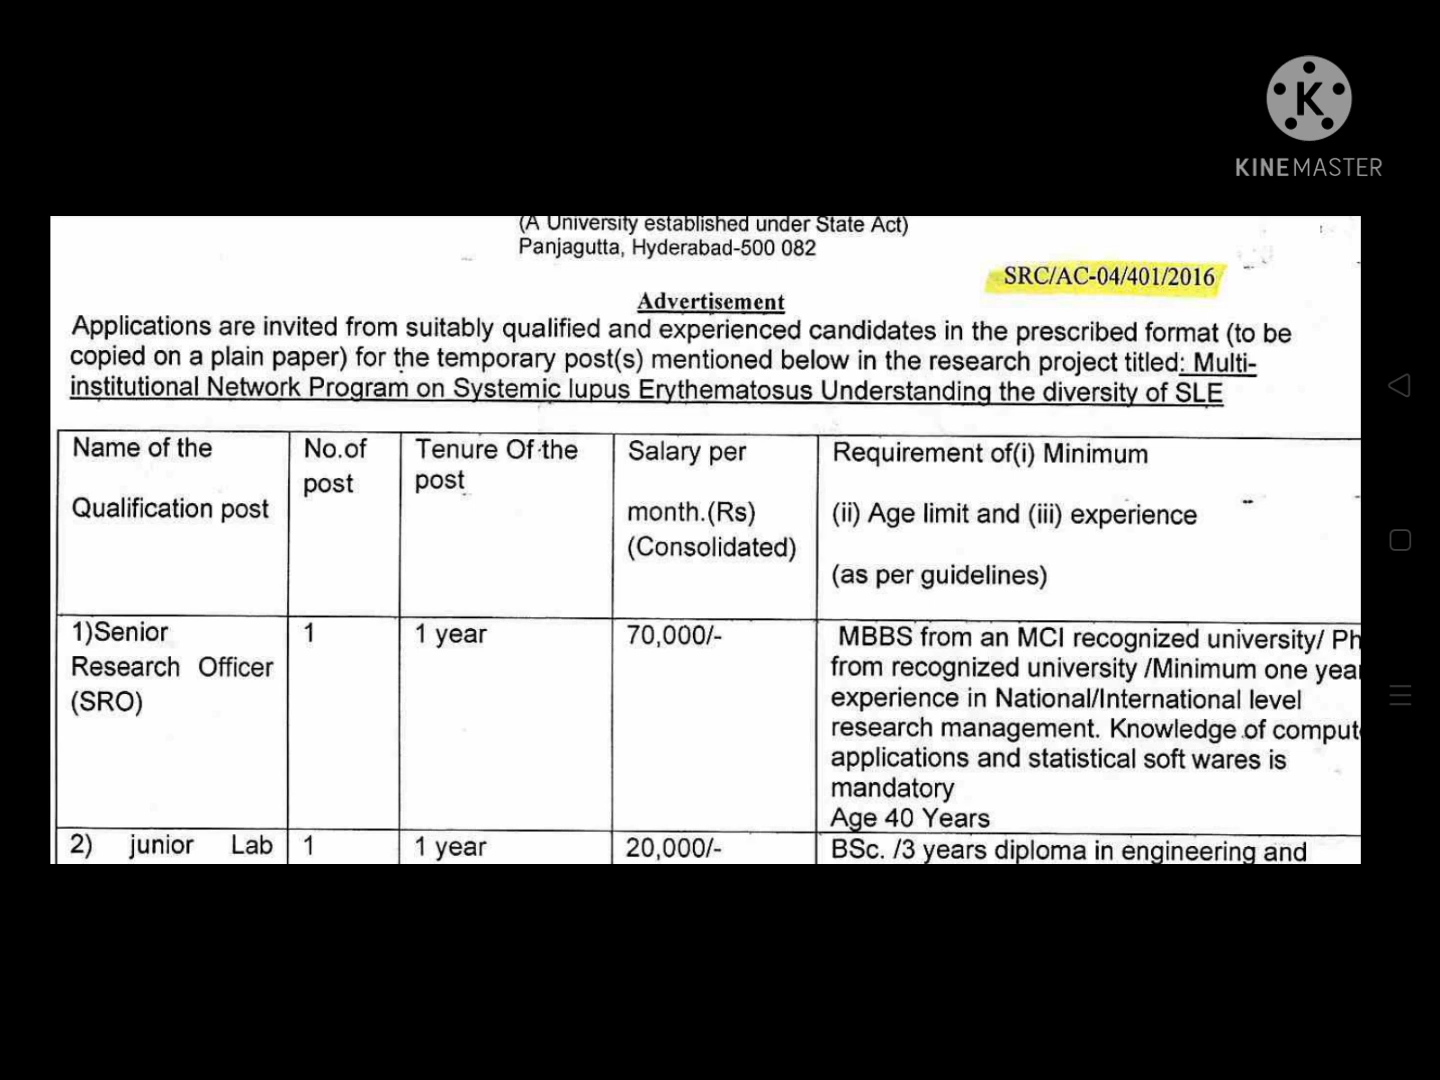 KINEMASTER
(A University established under State Act)
Panjagutta, Hyderabad-500 082
SRC/AC-04/401/2016
Advertisement
Applications are invited from suitably qualified and experienced candidates in the prescribed format (to be
copied on a plain paper) for the temporary post(s) mentioned below in the research project titled: Multi-
institutional Network Program on Systemic lupus Erythematosus Understanding the diversity of SLE
Name of the
Qualification post
No.of
post
Tenure Of the
post
Salary per
month.(Rs)
(Consolidated)
Requirement of(i) Minimum
(ii) Age limit and (iii) experience
(as per guidelines)
1)Senior
Research Officer
(SRO)
1
1 year
70,000/-
MBBS from an MCI recognized university/ Ph
from recognized university /Minimum one year
experience in National/International level
research management. Knowledge of comput
applications and statistical soft wares is
mandatory
Age 40 Years
2) junior Lab
1
1 year
20,000/-
BSc. /3 years diploma in engineering and